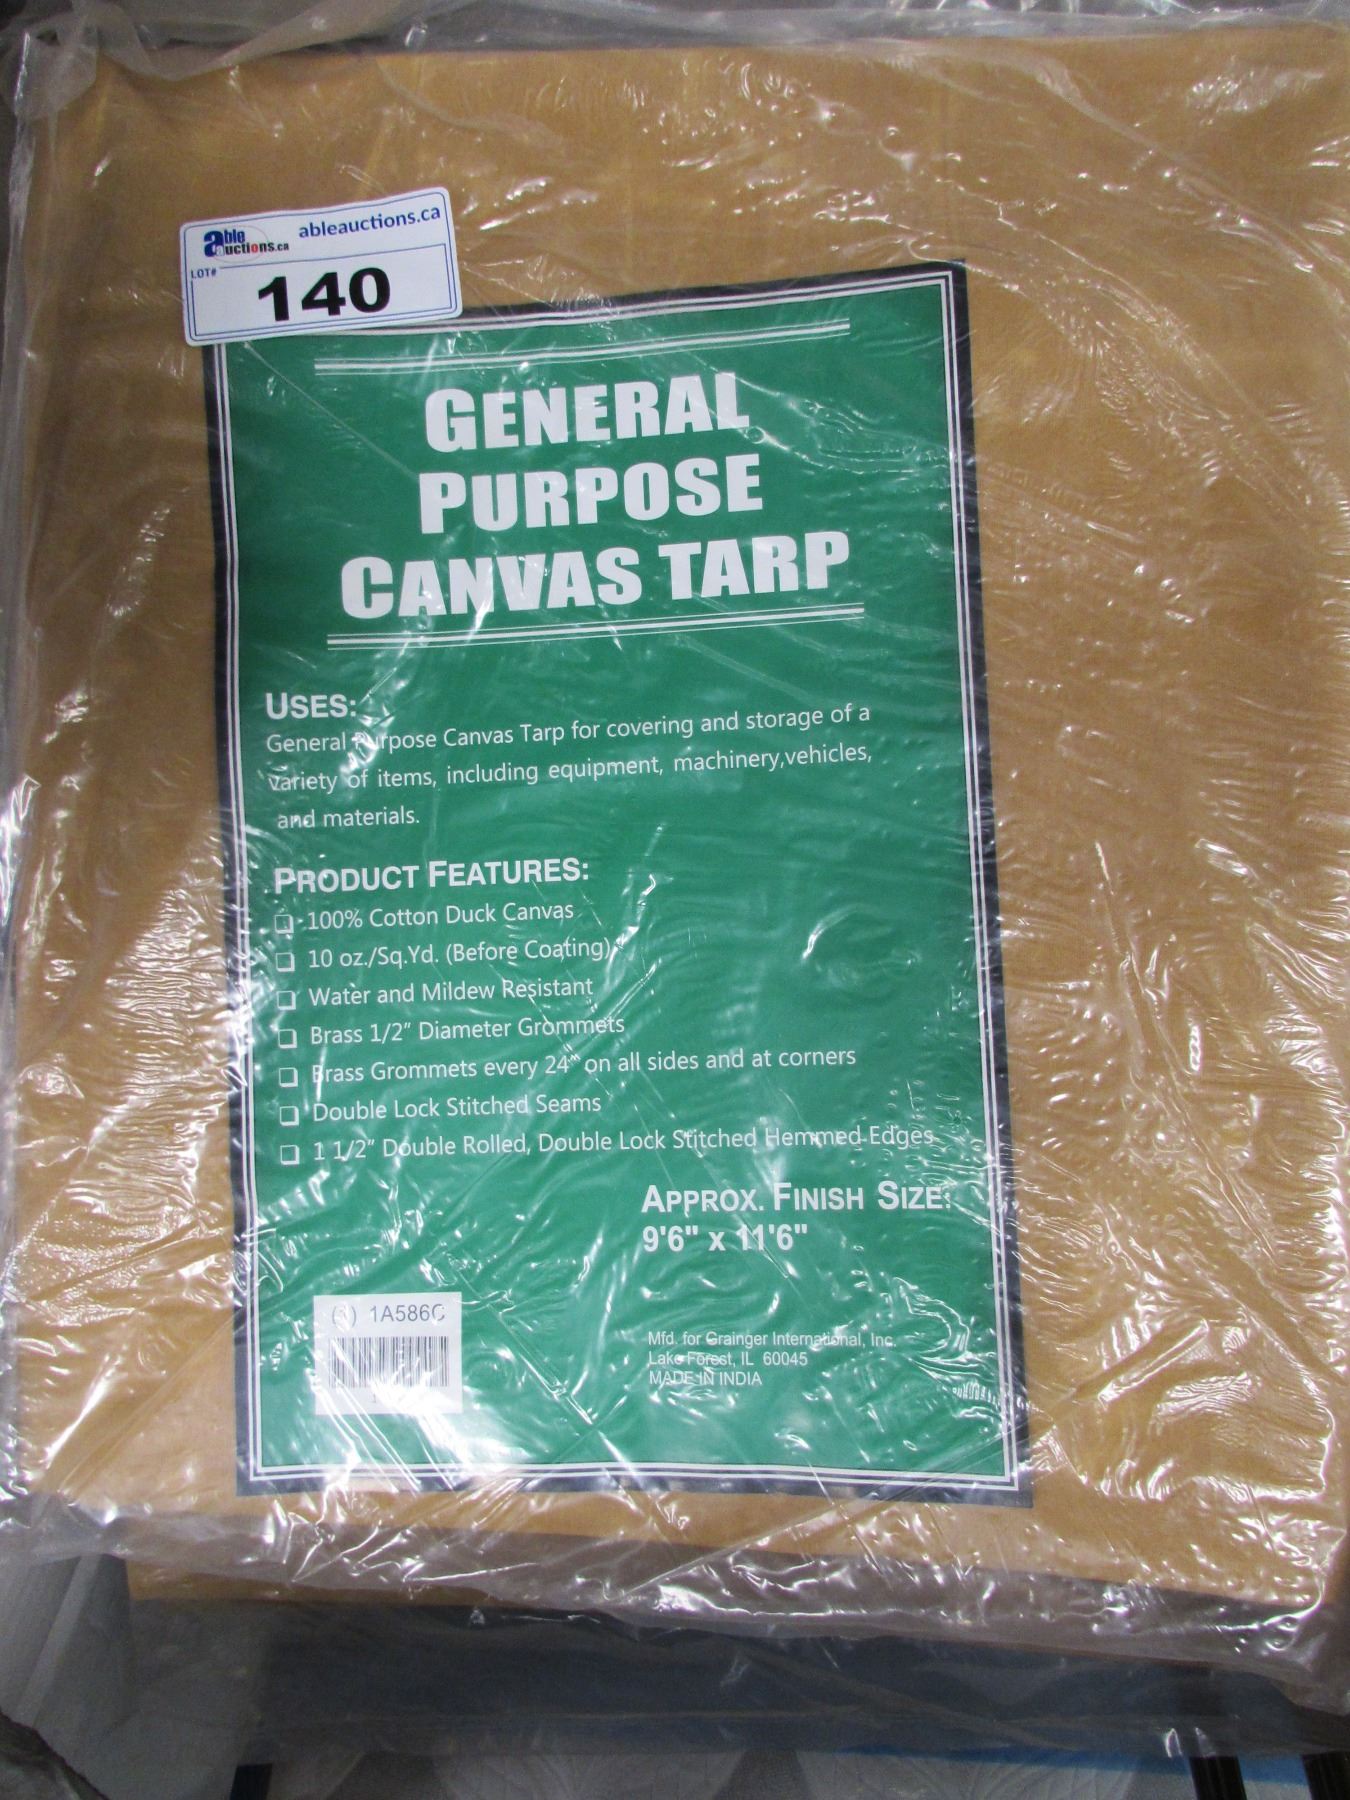 able auctions.ca
ableauctions.ca
LOT#
140
GENERAL
PURPOSE
CANVAS TARP
USES:
General Purpose Canvas Tarp for covering and storage of a
variety of items, including equipment, machinery,vehicles,
and materials.
PRODUCT FEATURES:
❑ 100% Cotton Duck Canvas
❑ 10 oz./Sq.Yd. (Before Coating)
❑ Water and Mildew Resistant
❑ Brass 1/2" Diameter Grommets
❑ Brass Grommets every 24" on all sides and at corners
❑ Double Lock Stitched Seams
❑ 1 1/2" Double Rolled, Double Lock Stitched Hemmed Edges
APPROX. FINISH SIZE:
9'6" x 11'6"
1A586C
Mfd. for Grainger International, Inc.
Lake Forest, IL 60045
MADE IN INDIA